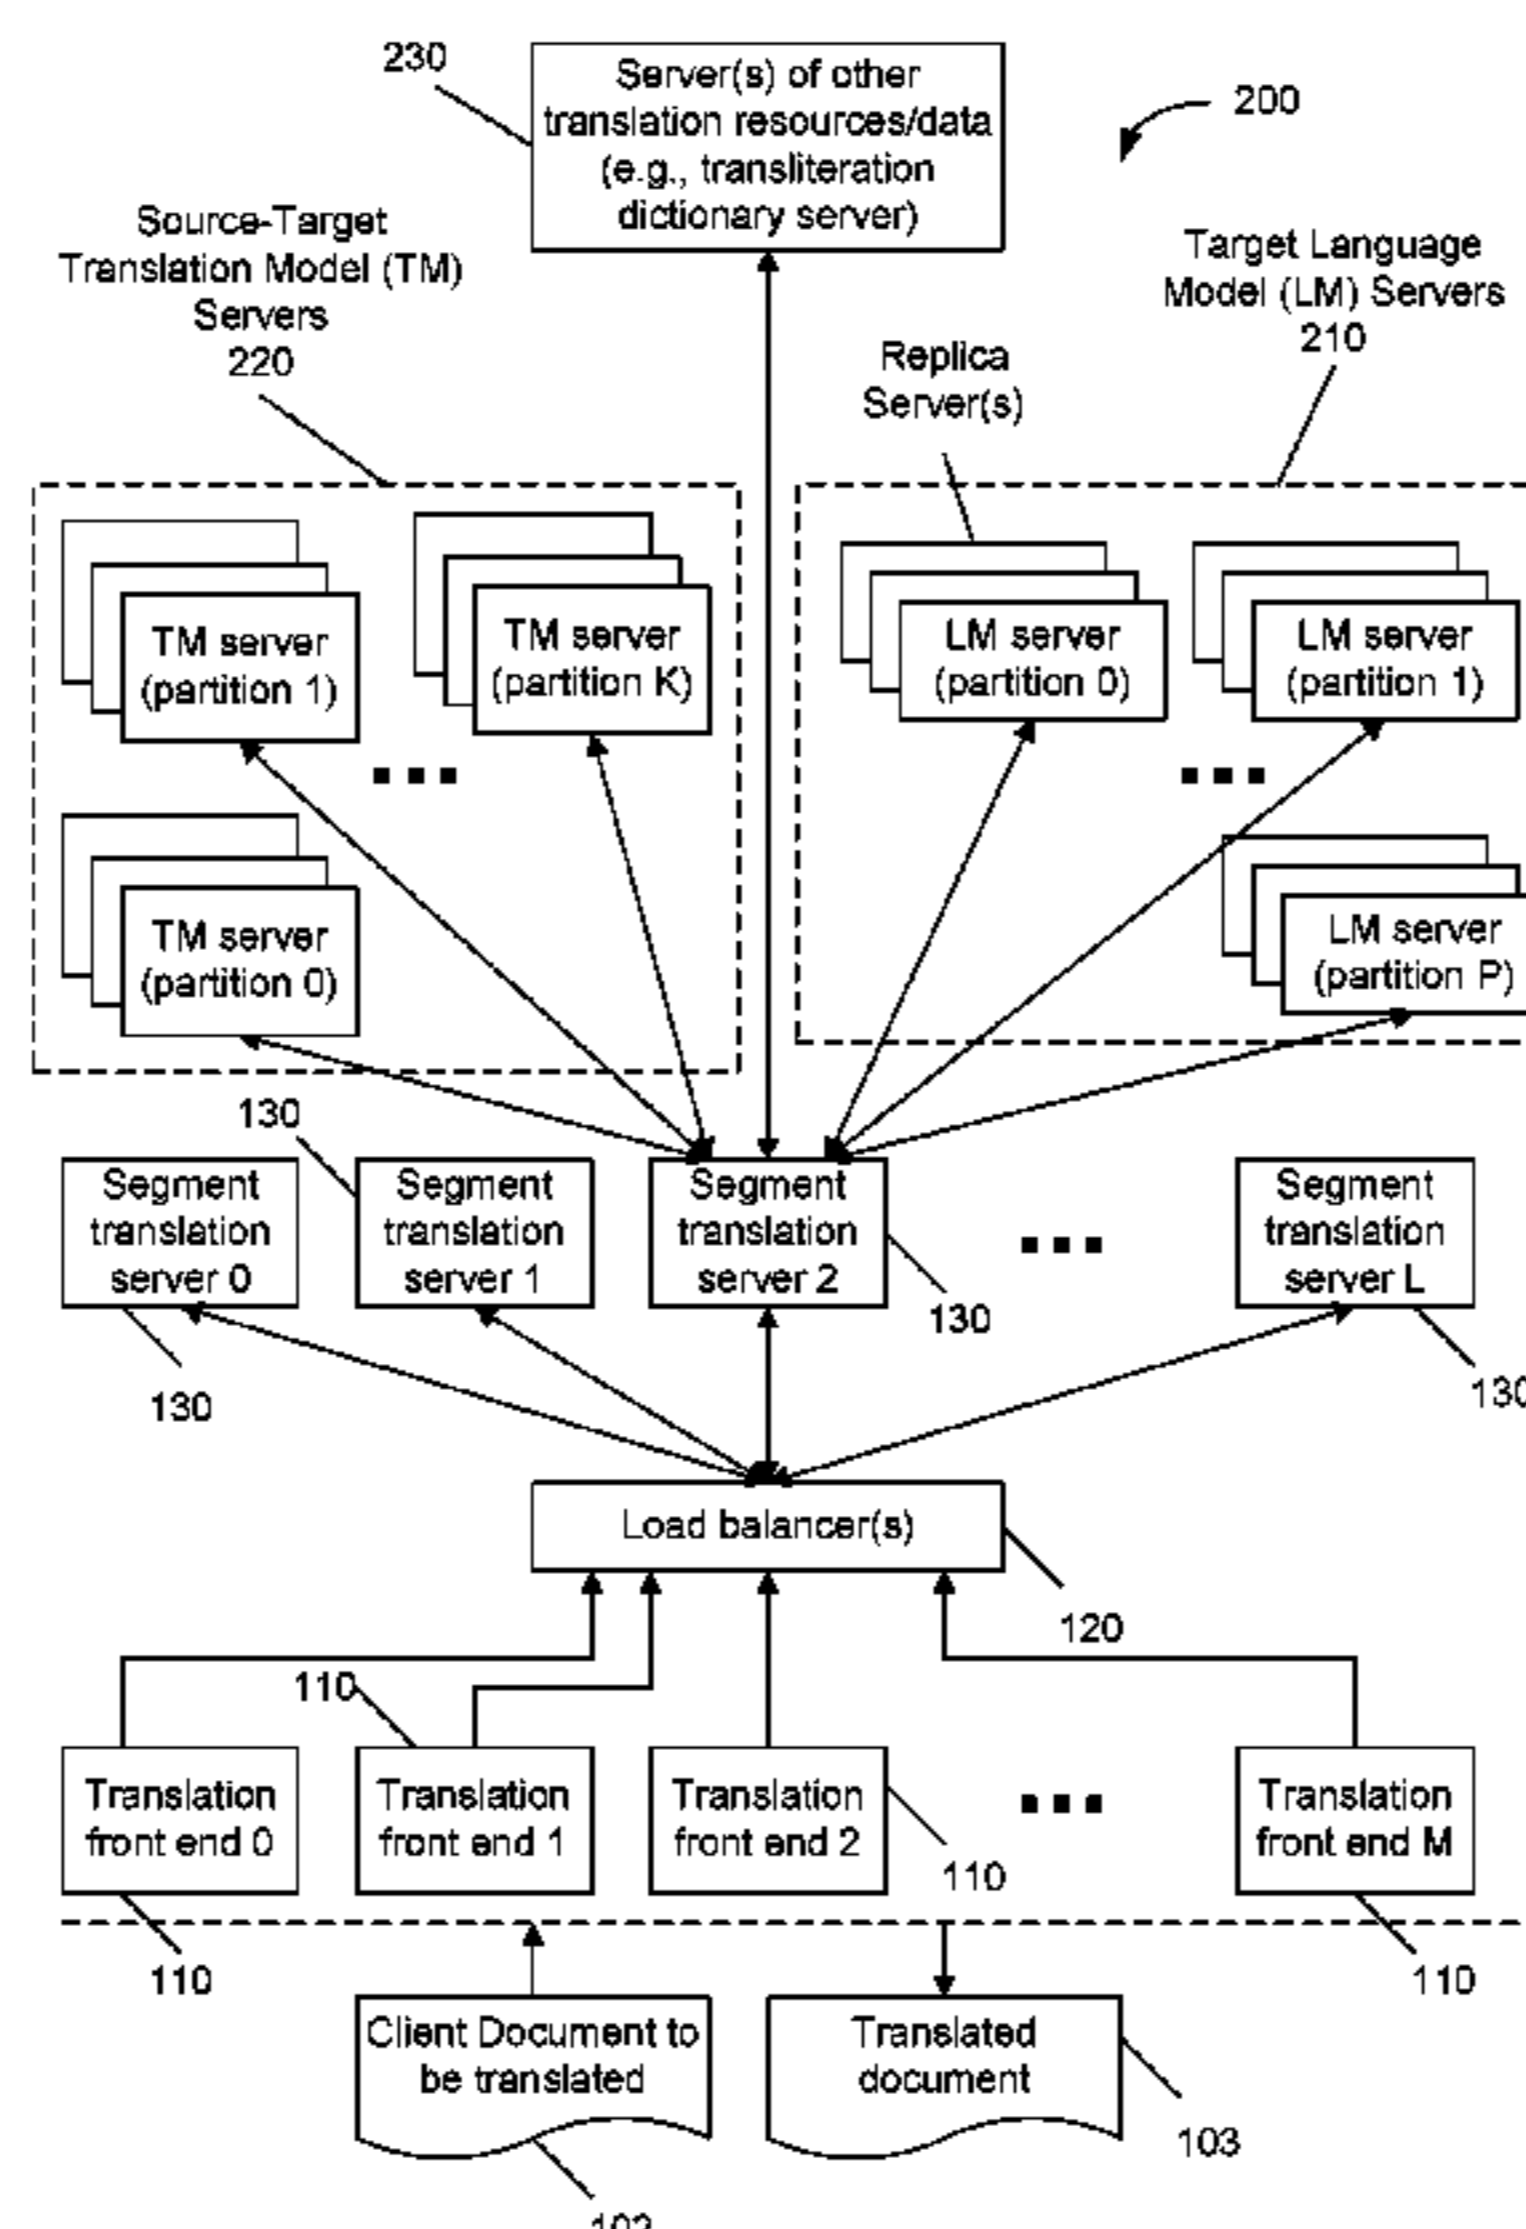 230
Server(s) of other
translation resources/data
(e.g., transliteration
dictionary server)
200
Source-Target
Translation Model (TM)
Servers
220
Target Language
Model (LM) Servers
210
Replica
Server(s)
TM server
(partition 1)
TM server
(partition K)
LM server
(partition 0)
LM server
(partition 1)
TM server
(partition 0)
LM server
(partition P)
130
Segment
translation
server 0
Segment
translation
server 1
Segment
translation
server 2
Segment
translation
server L
130
130
130
Load balancer(s)
120
110
Translation
front end 0
Translation
front end 1
Translation
front end 2
Translation
front end M
110
110
110
Client Document to
be translated
Translated
document
103